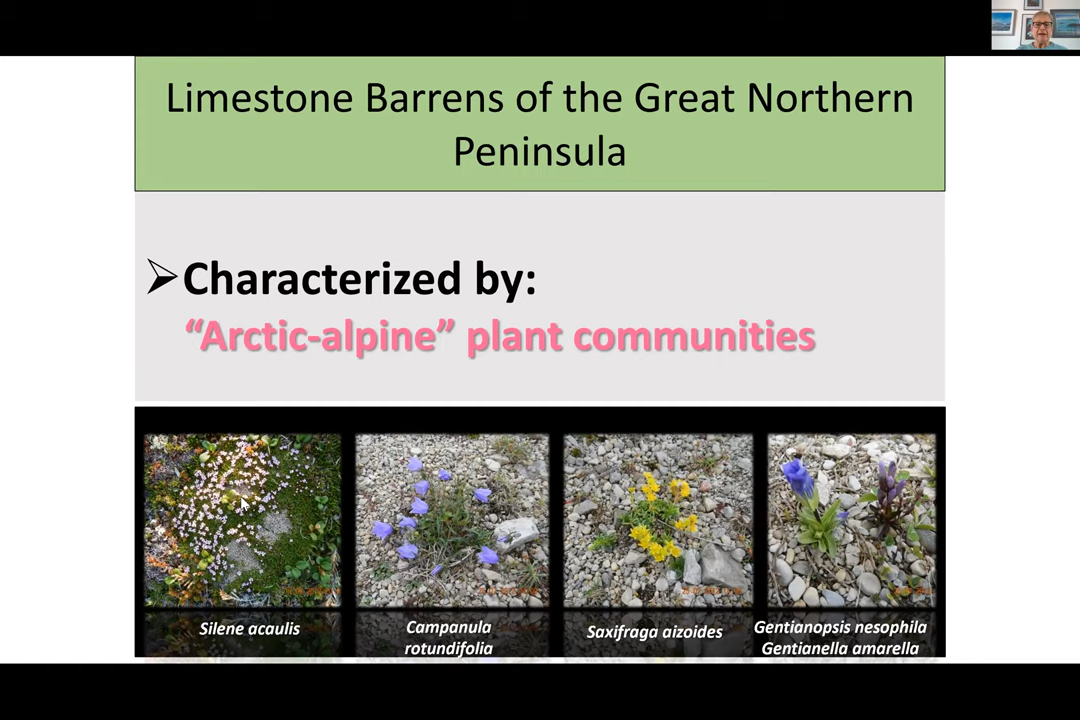 Limestone Barrens of the Great Northern
Peninsula
Characterized by:
“Arctic-alpine” plant communities
Silene acaulis
Campanula
rotundifolia
Saxifraga aizoides
Gentianopsis nesophila
Gentianella amarella